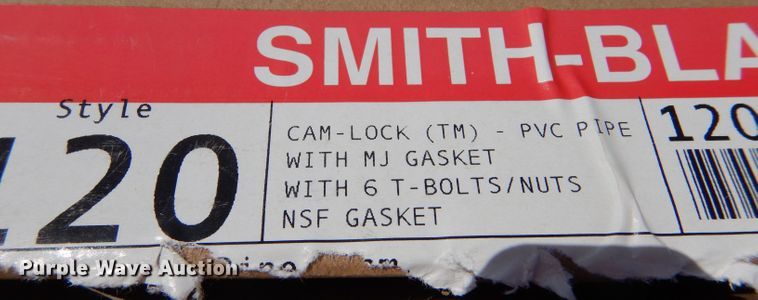 SMITH-BLA
Style
120
CAM-LOCK (TM) - PVC PIPE
WITH MJ GASKET
WITH 6 T-BOLTS/NUTS
NSF GASKET
120
Purple Wave Auction